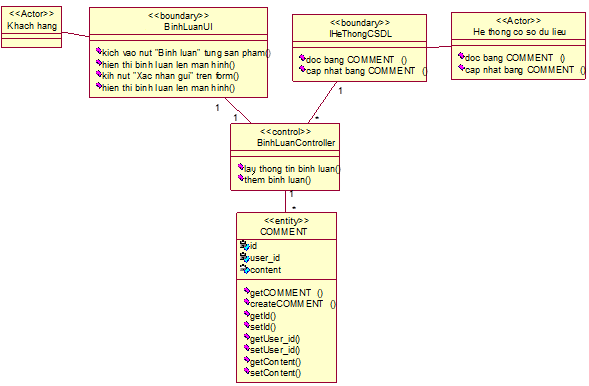 <<Actor>>
Khach hang
<<boundary>>
BinhLuanUI
kich vao nut "Binh luan" tung san pham()
hien thi binh luan len man hinh()
kih nut "Xac nhan gui" tren form()
hien thi binh luan len man hinh()
<<boundary>>
IHeThongCSDL
doc bang COMMENT ()
cap nhat bang COMMENT ()
<<Actor>>
He thong co so du lieu
doc bang COMMENT ()
cap nhat bang COMMENT ()
1
1
1
*
<<control>>
BinhLuanController
lay thong tin binh luan()
them binh luan()
1
*
<<entity>>
COMMENT
id
user_id
content
getCOMMENT ()
createCOMMENT ()
getId()
setId()
getUser_id()
setUser_id()
getContent()
setContent()